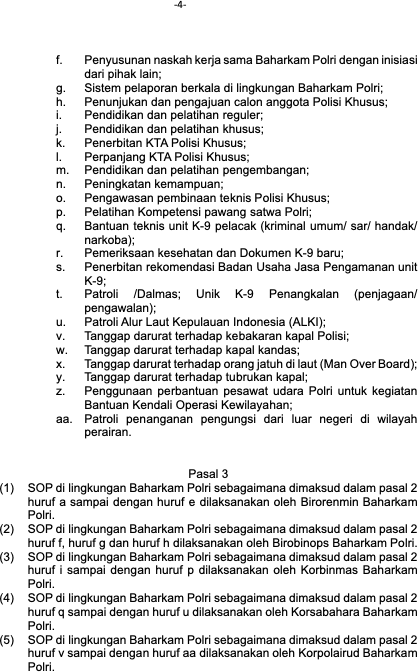 -4-
f. Penyusunan naskah kerja sama Baharkam Polri dengan inisiasi
dari pihak lain;
g. Sistem pelaporan berkala di lingkungan Baharkam Polri;
h. Penunjukan dan pengajuan calon anggota Polisi Khusus;
i. Pendidikan dan pelatihan reguler;
j. Pendidikan dan pelatihan khusus;
k. Penerbitan KTA Polisi Khusus;
l. Perpanjang KTA Polisi Khusus;
m. Pendidikan dan pelatihan pengembangan;
n. Peningkatan kemampuan;
o. Pengawasan pembinaan teknis Polisi Khusus;
p. Pelatihan Kompetensi pawang satwa Polri;
q. Bantuan teknis unit K-9 pelacak (kriminal umum/ sar/ handak/
narkoba);
r. Pemeriksaan kesehatan dan Dokumen K-9 baru;
s. Penerbitan rekomendasi Badan Usaha Jasa Pengamanan unit
K-9;
t. Patroli /Dalmas; Unik K-9 Penangkalan (penjagaan/
pengawalan);
u. Patroli Alur Laut Kepulauan Indonesia (ALKI);
v. Tanggap darurat terhadap kebakaran kapal Polisi;
w. Tanggap darurat terhadap kapal kandas;
x. Tanggap darurat terhadap orang jatuh di laut (Man Over Board);
y. Tanggap darurat terhadap tubrukan kapal;
z. Penggunaan perbantuan pesawat udara Polri untuk kegiatan
Bantuan Kendali Operasi Kewilayahan;
aa. Patroli penanganan pengungsi dari luar negeri di wilayah
perairan.
Pasal 3
(1) SOP di lingkungan Baharkam Polri sebagaimana dimaksud dalam pasal 2
huruf a sampai dengan huruf e dilaksanakan oleh Birorenmin Baharkam
Polri.
(2) SOP di lingkungan Baharkam Polri sebagaimana dimaksud dalam pasal 2
huruf f, huruf g dan huruf h dilaksanakan oleh Birobinops Baharkam Polri.
(3) SOP di lingkungan Baharkam Polri sebagaimana dimaksud dalam pasal 2
huruf i sampai dengan huruf p dilaksanakan oleh Korbinmas Baharkam
Polri.
(4) SOP di lingkungan Baharkam Polri sebagaimana dimaksud dalam pasal 2
huruf q sampai dengan huruf u dilaksanakan oleh Korsabahara Baharkam
Polri.
(5) SOP di lingkungan Baharkam Polri sebagaimana dimaksud dalam pasal 2
huruf v sampai dengan huruf aa dilaksanakan oleh Korpolairud Baharkam
Polri.